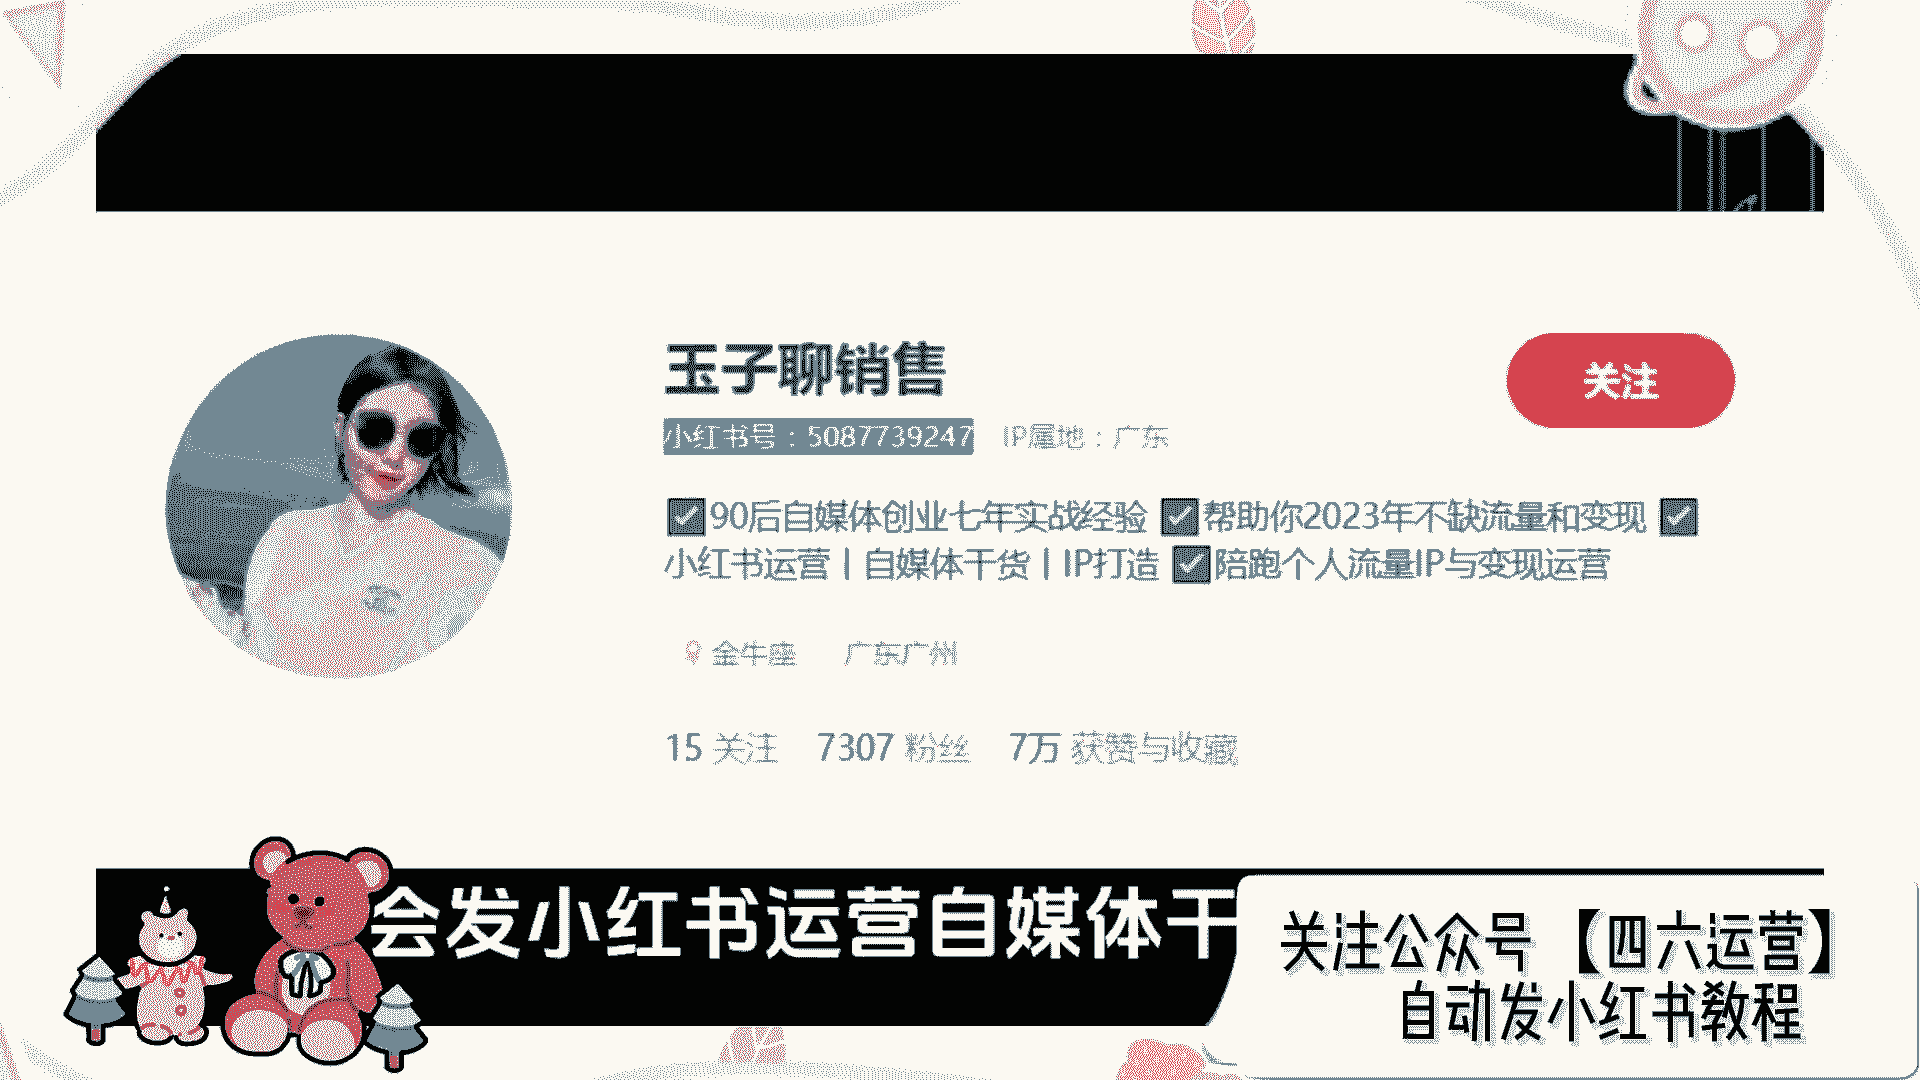 玉子聊销售
关注
小红书号：5087739247 IP属地：广东
✅90后自媒体创业七年实战经验 ✅帮助你2023年不缺流量和变现 ✅
小红书运营丨自媒体干货丨IP打造 ✅陪跑个人流量IP与变现运营
金牛座 广东广州
15 关注 7307 粉丝 7万 获赞与收藏
会发小红书运营自媒体干
关注公众号【四六运营】
自动发小红书教程